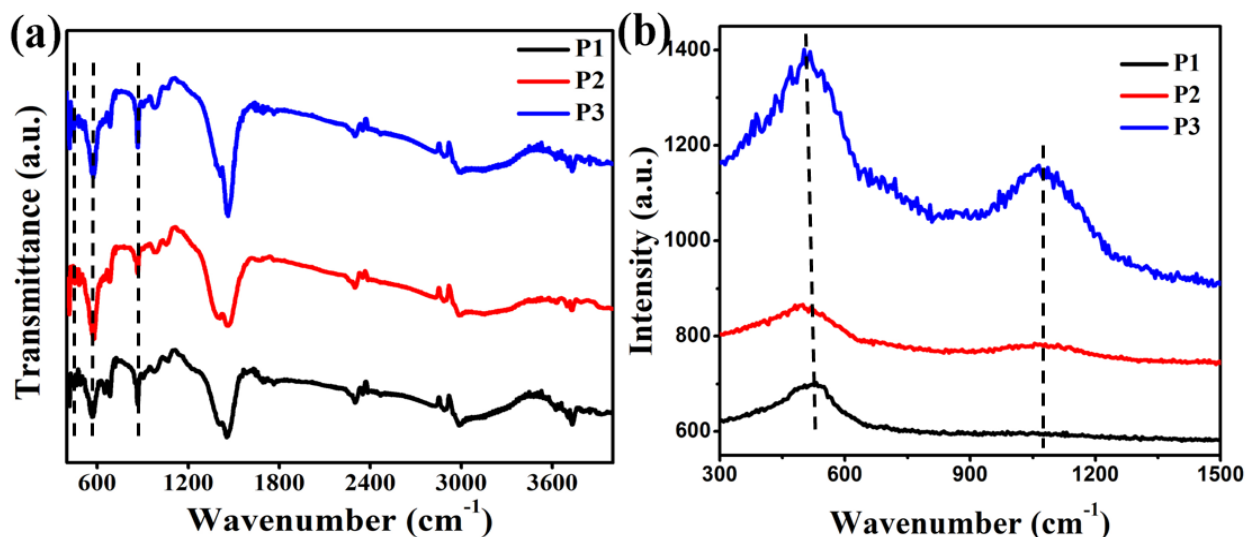 (a)
P1
P2
P3
Transmittance (a.u.)
600 1200 1800 2400 3000 3600
Wavenumber (cm⁻¹)
(b)
P1
P2
P3
Intensity (a.u.)
1400
1200
1000
800
600
300 600 900 1200 1500
Wavenumber (cm⁻¹)